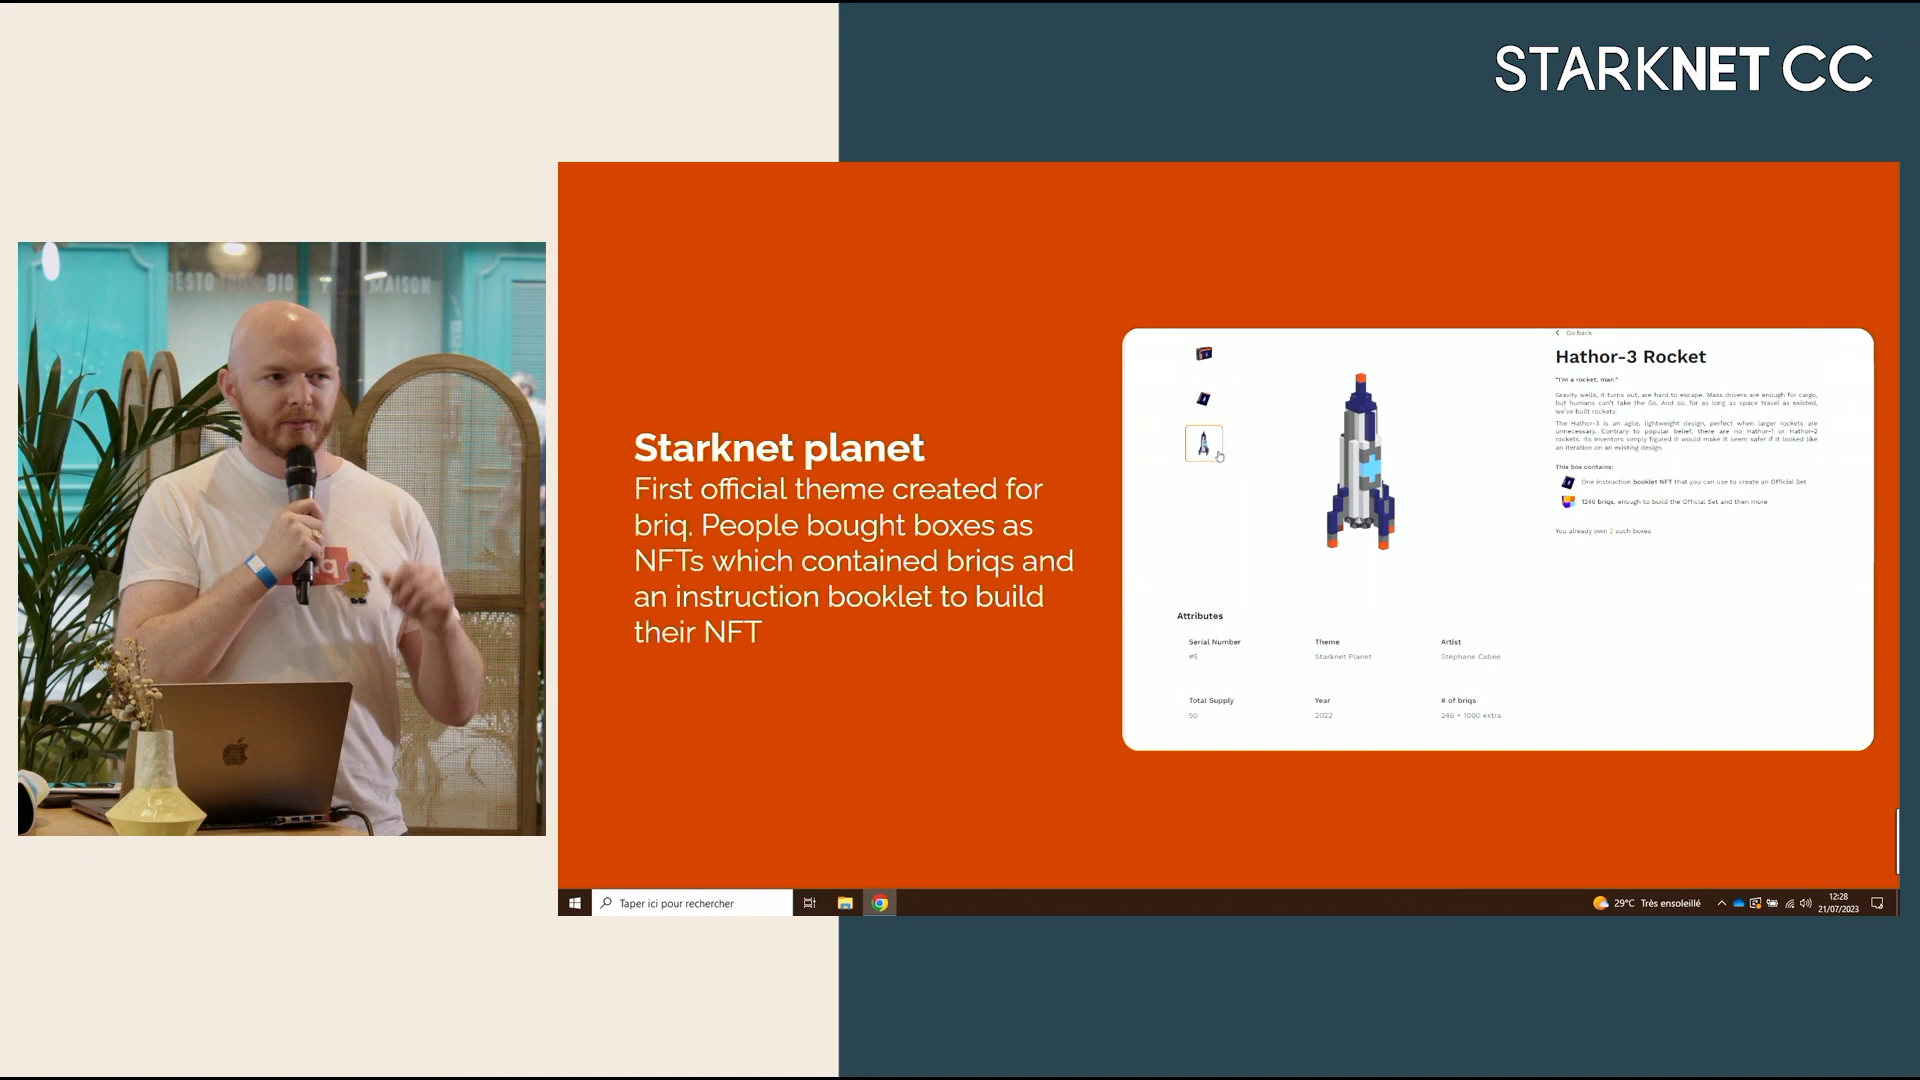 STARKNET CC
RESTO 100% BIO
MAISON
Starknet planet
First official theme created for
briq. People bought boxes as
NFTs which contained briqs and
an instruction booklet to build
their NFT
Go back
Hathor-3 Rocket
"I'm a rocket, man."
Gravity wells, it turns out, are hard to escape. Mass drivers are enough for cargo,
but humans can't take the Gs. And so, for as long as space travel as existed,
we've built rockets.
The Hathor-3 is an agile, lightweight design, perfect when larger rockets are
unnecessary. Contrary to popular belief, there are no Hathor-1 or Hathor-2
rockets. Its inventors simply figured it would make it seem safer if it looked like
an iteration on an existing design.
This box contains:
One instruction booklet NFT that you can use to create an Official Set
1246 briqs, enough to build the Official Set and then more
You already own 2 such boxes
Attributes
Serial Number Theme Artist
#5 Starknet Planet Stéphane Cabée
Total Supply Year # of briqs
50 2022 246 + 1000 extra
Taper ici pour rechercher
29°C Très ensoleillé
12:28
21/07/2023